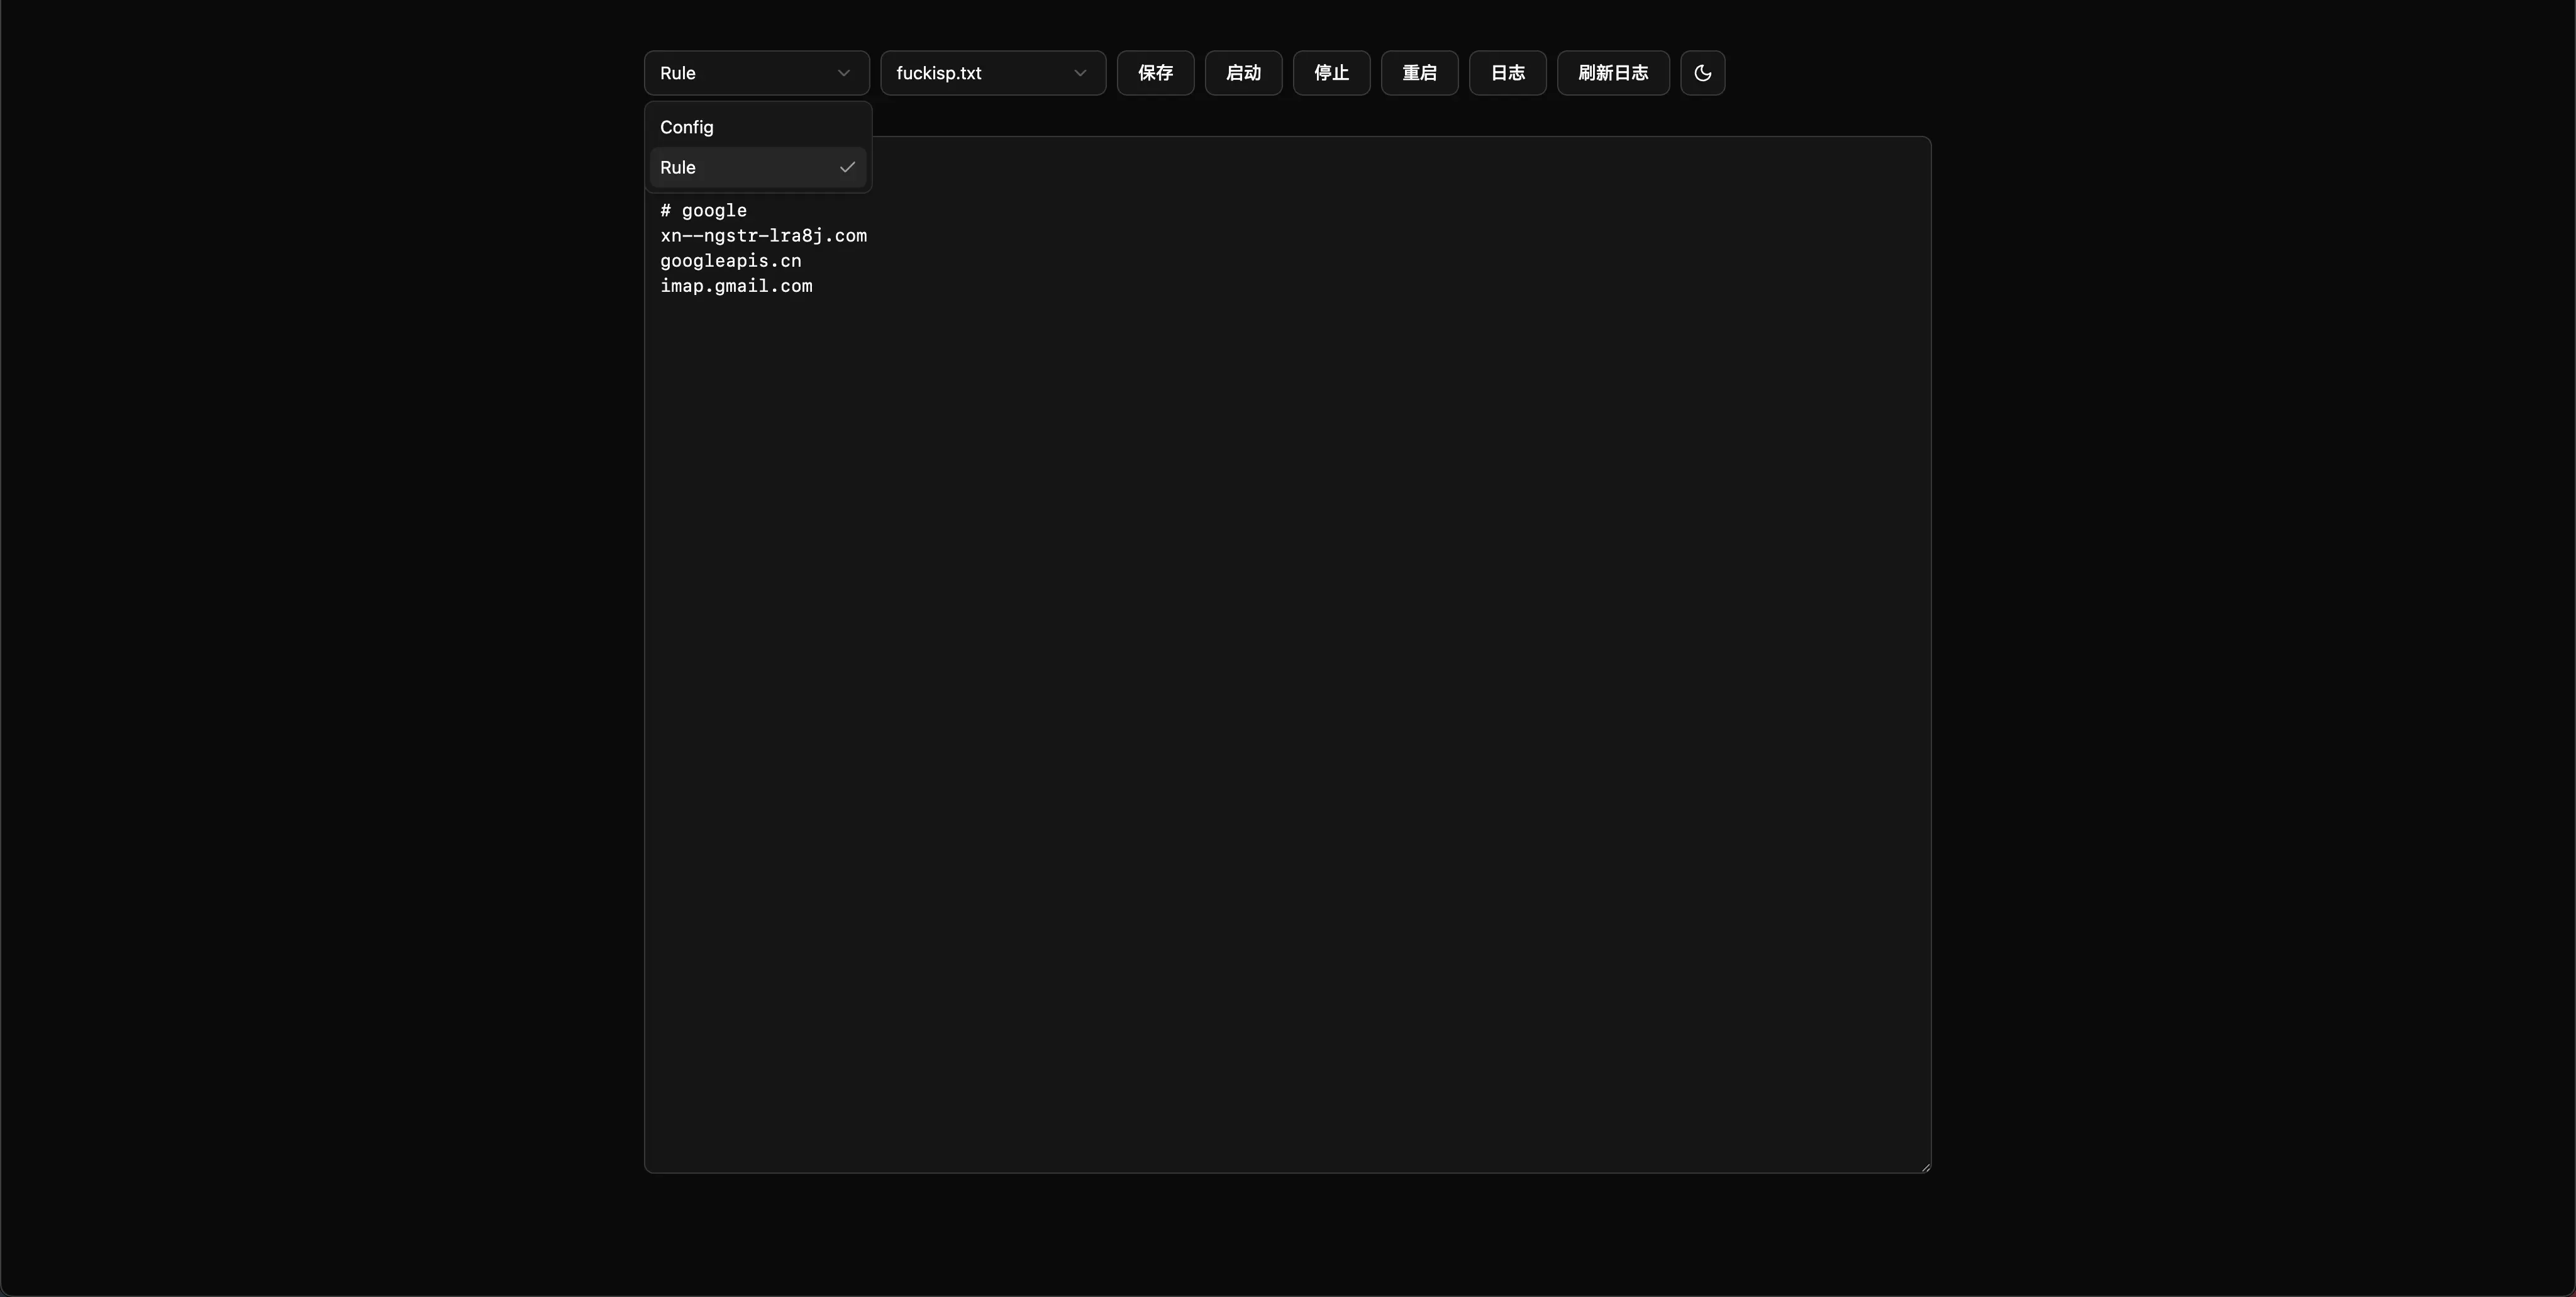 Rule
fuckisp.txt
保存
启动
停止
重启
日志
刷新日志
Config
Rule
# google
xn--ngstr-lra8j.com
googleapis.cn
imap.gmail.com